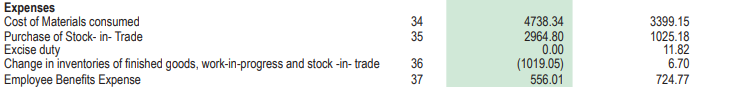 Expenses
Cost of Materials consumed 34 4738.34 3399.15
Purchase of Stock- in- Trade 35 2964.80 1025.18
Excise duty 0.00 11.82
Change in inventories of finished goods, work-in-progress and stock -in- trade 36 (1019.05) 6.70
Employee Benefits Expense 37 556.01 724.77